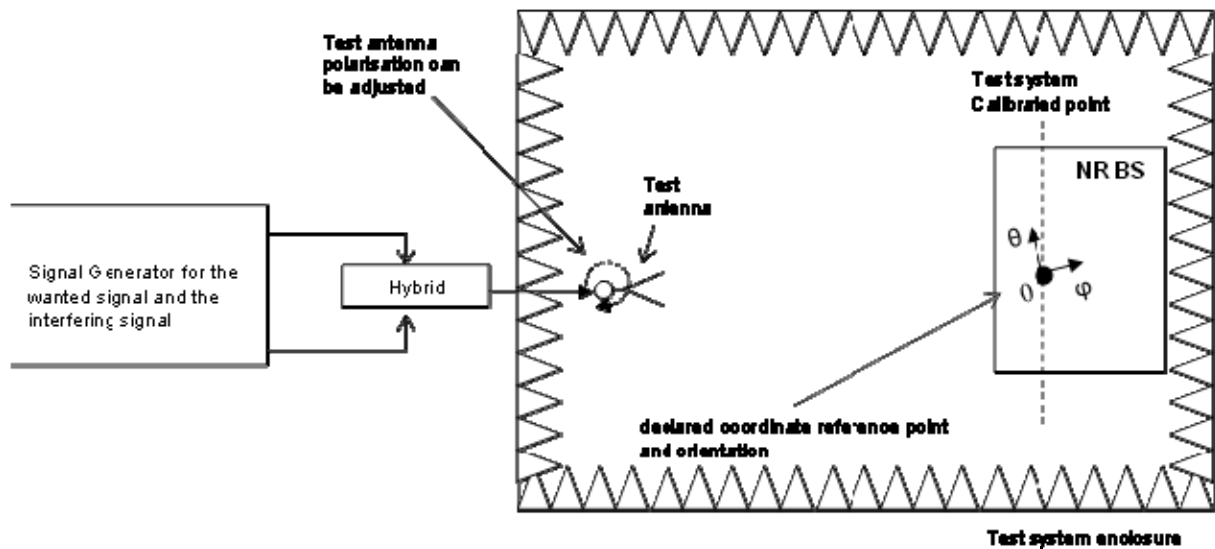 Test antenna
polarisation can
be adjusted
Test system
Calibrated point
NR BS
Test
antenna
θ
0
φ
Signal Generator for the
wanted signal and the
interfering signal
Hybrid
declared coordinate reference point
and orientation
Test system enclosure